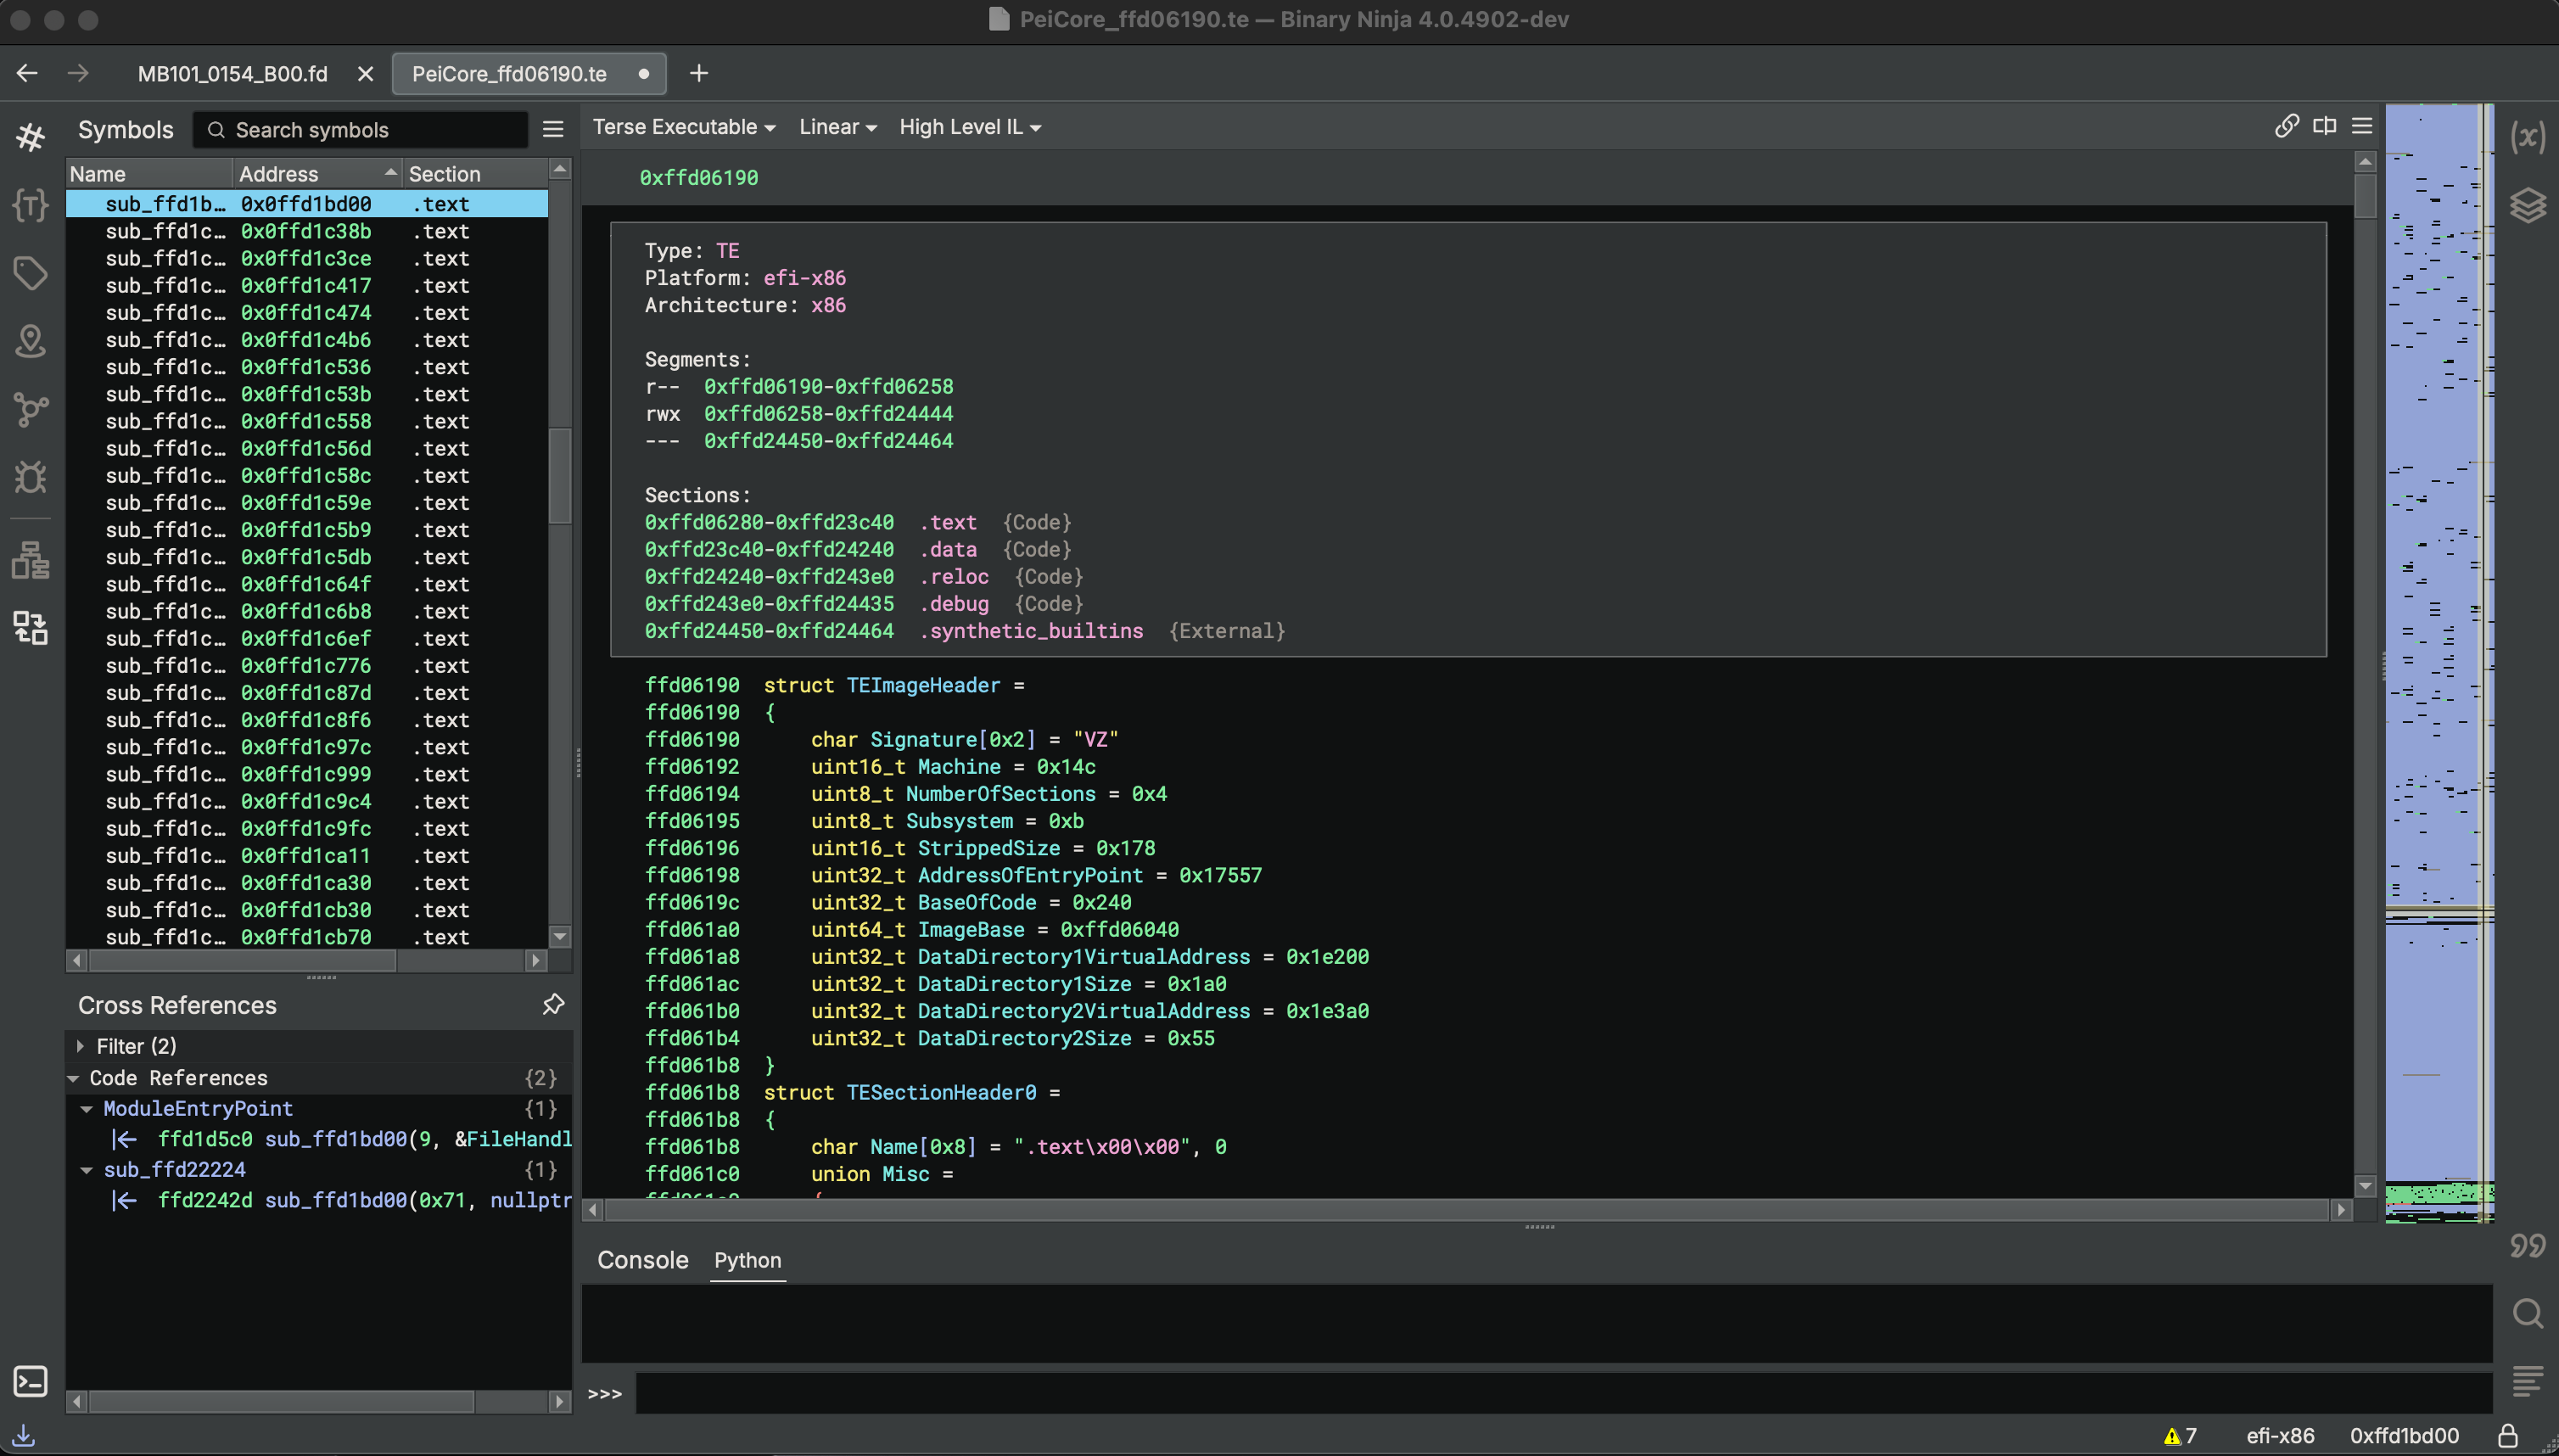 PeiCore_ffd06190.te — Binary Ninja 4.0.4902-dev
MB101_0154_B00.fd
PeiCore_ffd06190.te
Symbols
Search symbols
Name Address Section
sub_ffd1b… 0x0ffd1bd00 .text
sub_ffd1c… 0x0ffd1c38b .text
sub_ffd1c… 0x0ffd1c3ce .text
sub_ffd1c… 0x0ffd1c417 .text
sub_ffd1c… 0x0ffd1c474 .text
sub_ffd1c… 0x0ffd1c4b6 .text
sub_ffd1c… 0x0ffd1c536 .text
sub_ffd1c… 0x0ffd1c53b .text
sub_ffd1c… 0x0ffd1c558 .text
sub_ffd1c… 0x0ffd1c56d .text
sub_ffd1c… 0x0ffd1c58c .text
sub_ffd1c… 0x0ffd1c59e .text
sub_ffd1c… 0x0ffd1c5b9 .text
sub_ffd1c… 0x0ffd1c5db .text
sub_ffd1c… 0x0ffd1c64f .text
sub_ffd1c… 0x0ffd1c6b8 .text
sub_ffd1c… 0x0ffd1c6ef .text
sub_ffd1c… 0x0ffd1c776 .text
sub_ffd1c… 0x0ffd1c87d .text
sub_ffd1c… 0x0ffd1c8f6 .text
sub_ffd1c… 0x0ffd1c97c .text
sub_ffd1c… 0x0ffd1c999 .text
sub_ffd1c… 0x0ffd1c9c4 .text
sub_ffd1c… 0x0ffd1c9fc .text
sub_ffd1c… 0x0ffd1ca11 .text
sub_ffd1c… 0x0ffd1ca30 .text
sub_ffd1c… 0x0ffd1cb30 .text
sub_ffd1c… 0x0ffd1cb70 .text
Cross References
Filter (2)
Code References {2}
ModuleEntryPoint {1}
ffd1d5c0 sub_ffd1bd00(9, &FileHandl
sub_ffd22224 {1}
ffd2242d sub_ffd1bd00(0x71, nullptr
Terse Executable Linear High Level IL
0xffd06190
Type: TE
Platform: efi-x86
Architecture: x86
Segments:
r-- 0xffd06190-0xffd06258
rwx 0xffd06258-0xffd24444
--- 0xffd24450-0xffd24464
Sections:
0xffd06280-0xffd23c40 .text {Code}
0xffd23c40-0xffd24240 .data {Code}
0xffd24240-0xffd243e0 .reloc {Code}
0xffd243e0-0xffd24435 .debug {Code}
0xffd24450-0xffd24464 .synthetic_builtins {External}
ffd06190 struct TEImageHeader =
ffd06190 {
ffd06190 char Signature[0x2] = "VZ"
ffd06192 uint16_t Machine = 0x14c
ffd06194 uint8_t NumberOfSections = 0x4
ffd06195 uint8_t Subsystem = 0xb
ffd06196 uint16_t StrippedSize = 0x178
ffd06198 uint32_t AddressOfEntryPoint = 0x17557
ffd0619c uint32_t BaseOfCode = 0x240
ffd061a0 uint64_t ImageBase = 0xffd06040
ffd061a8 uint32_t DataDirectory1VirtualAddress = 0x1e200
ffd061ac uint32_t DataDirectory1Size = 0x1a0
ffd061b0 uint32_t DataDirectory2VirtualAddress = 0x1e3a0
ffd061b4 uint32_t DataDirectory2Size = 0x55
ffd061b8 }
ffd061b8 struct TESectionHeader0 =
ffd061b8 {
ffd061b8 char Name[0x8] = ".text\x00\x00", 0
ffd061c0 union Misc =
Console Python
>>>
7 efi-x86 0xffd1bd00